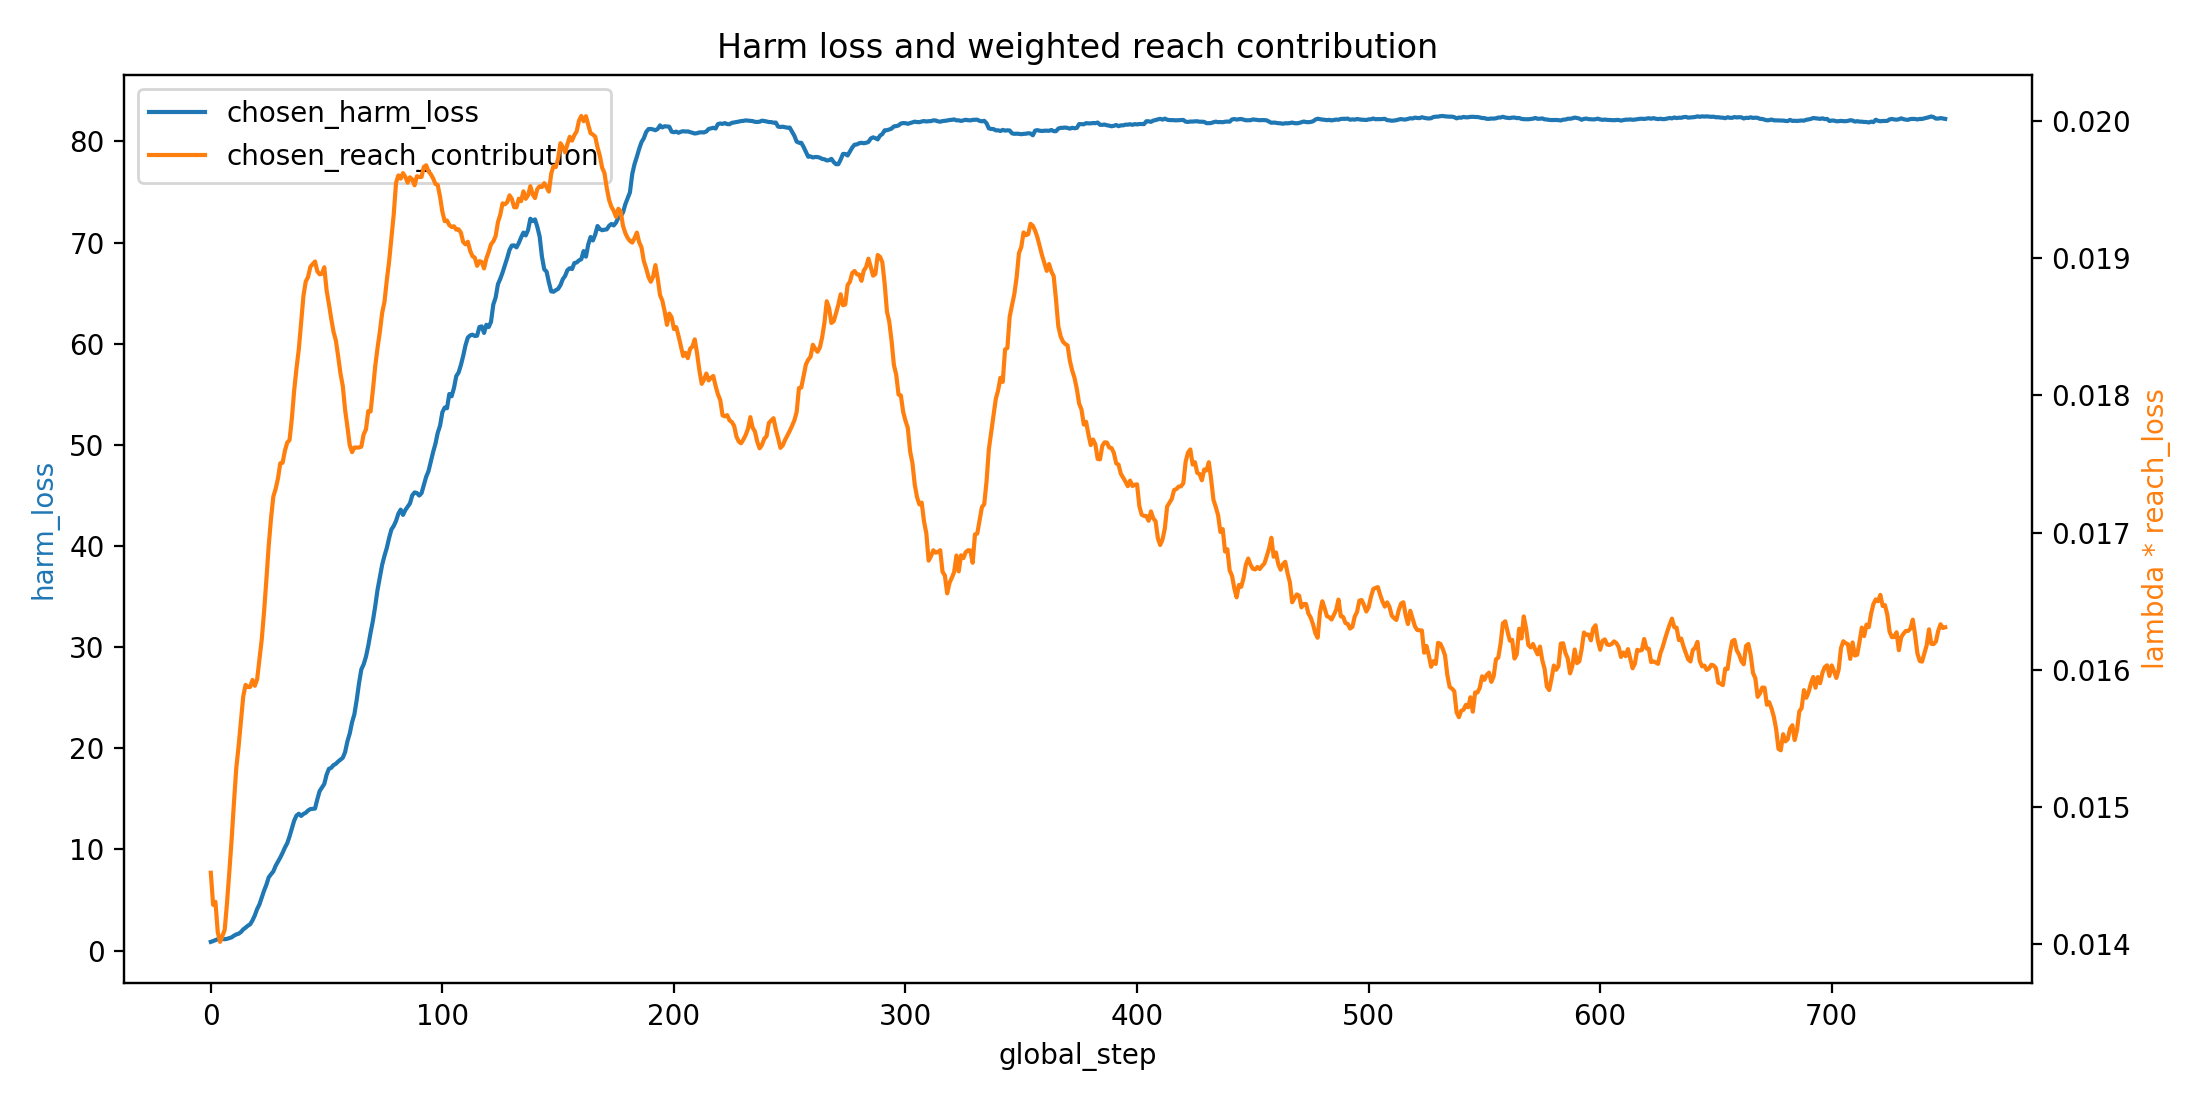 Harm loss and weighted reach contribution
chosen_harm_loss
chosen_reach_contribution
harm_loss
80
70
60
50
40
30
20
10
0
0.020
0.019
0.018
0.017
0.016
0.015
0.014
lambda * reach_loss
0 100 200 300 400 500 600 700
global_step